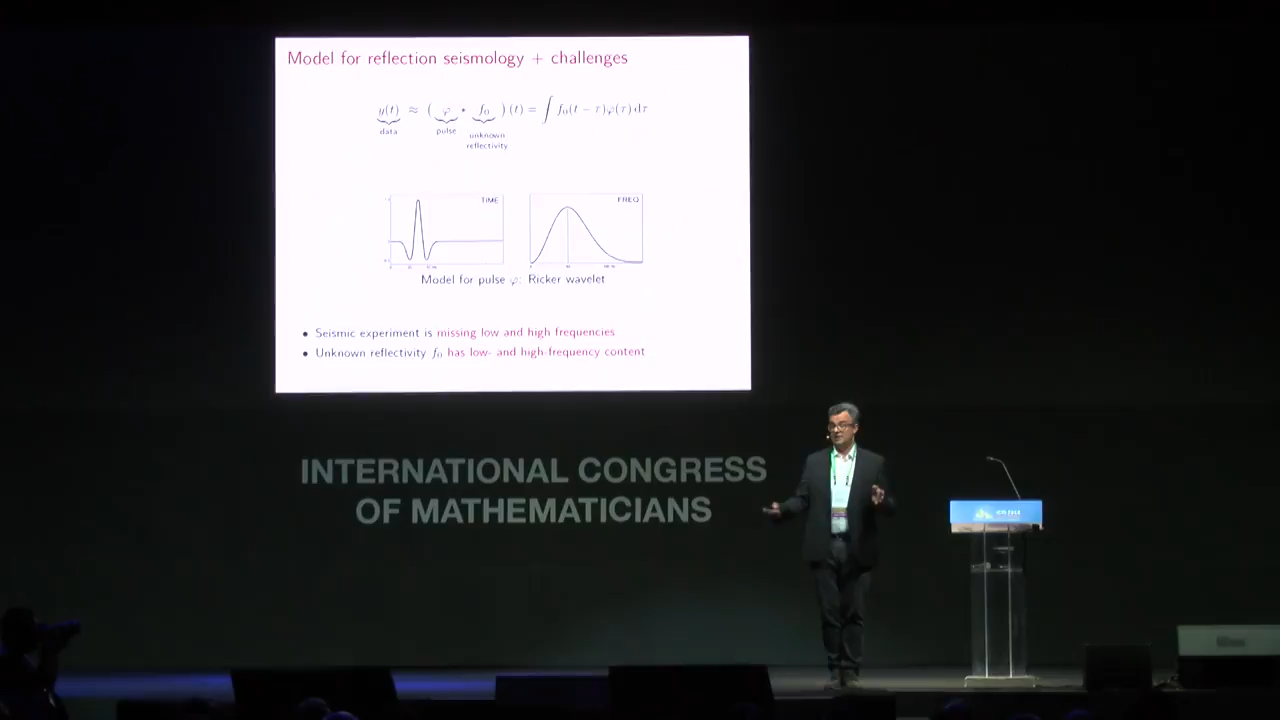 Model for reflection seismology + challenges
y(t) ≈ ( φ * f₀ ) (t) = ∫ f₀(t − τ)φ(τ) dτ
data pulse unknown reflectivity
TIME
FREQ
Model for pulse φ: Ricker wavelet
• Seismic experiment is missing low and high frequencies
• Unknown reflectivity f₀ has low- and high-frequency content
INTERNATIONAL CONGRESS
OF MATHEMATICIANS